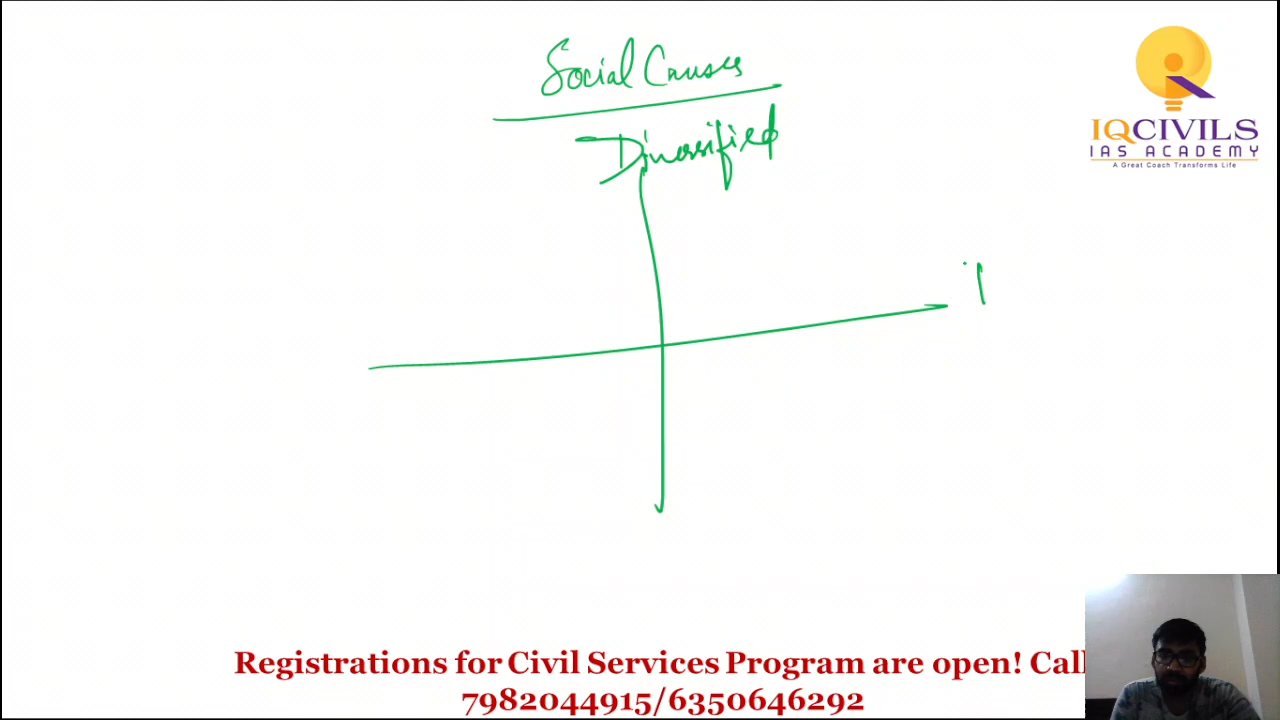 Social Causes
Diversified
IQCIVILS
IAS ACADEMY
A Great Coach Transforms Life
Registrations for Civil Services Program are open! Call
7982044915/6350646292